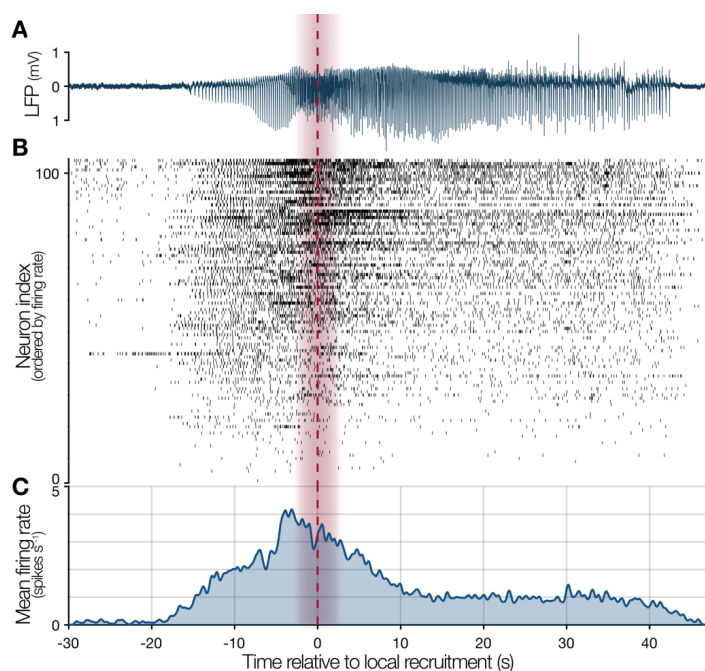 A
LFP (mV)
1
0
1
B
Neuron index
(ordered by firing rate)
100
0
C
Mean firing rate
(spikes s⁻¹)
5
0
-30 -20 -10 0 10 20 30 40
Time relative to local recruitment (s)